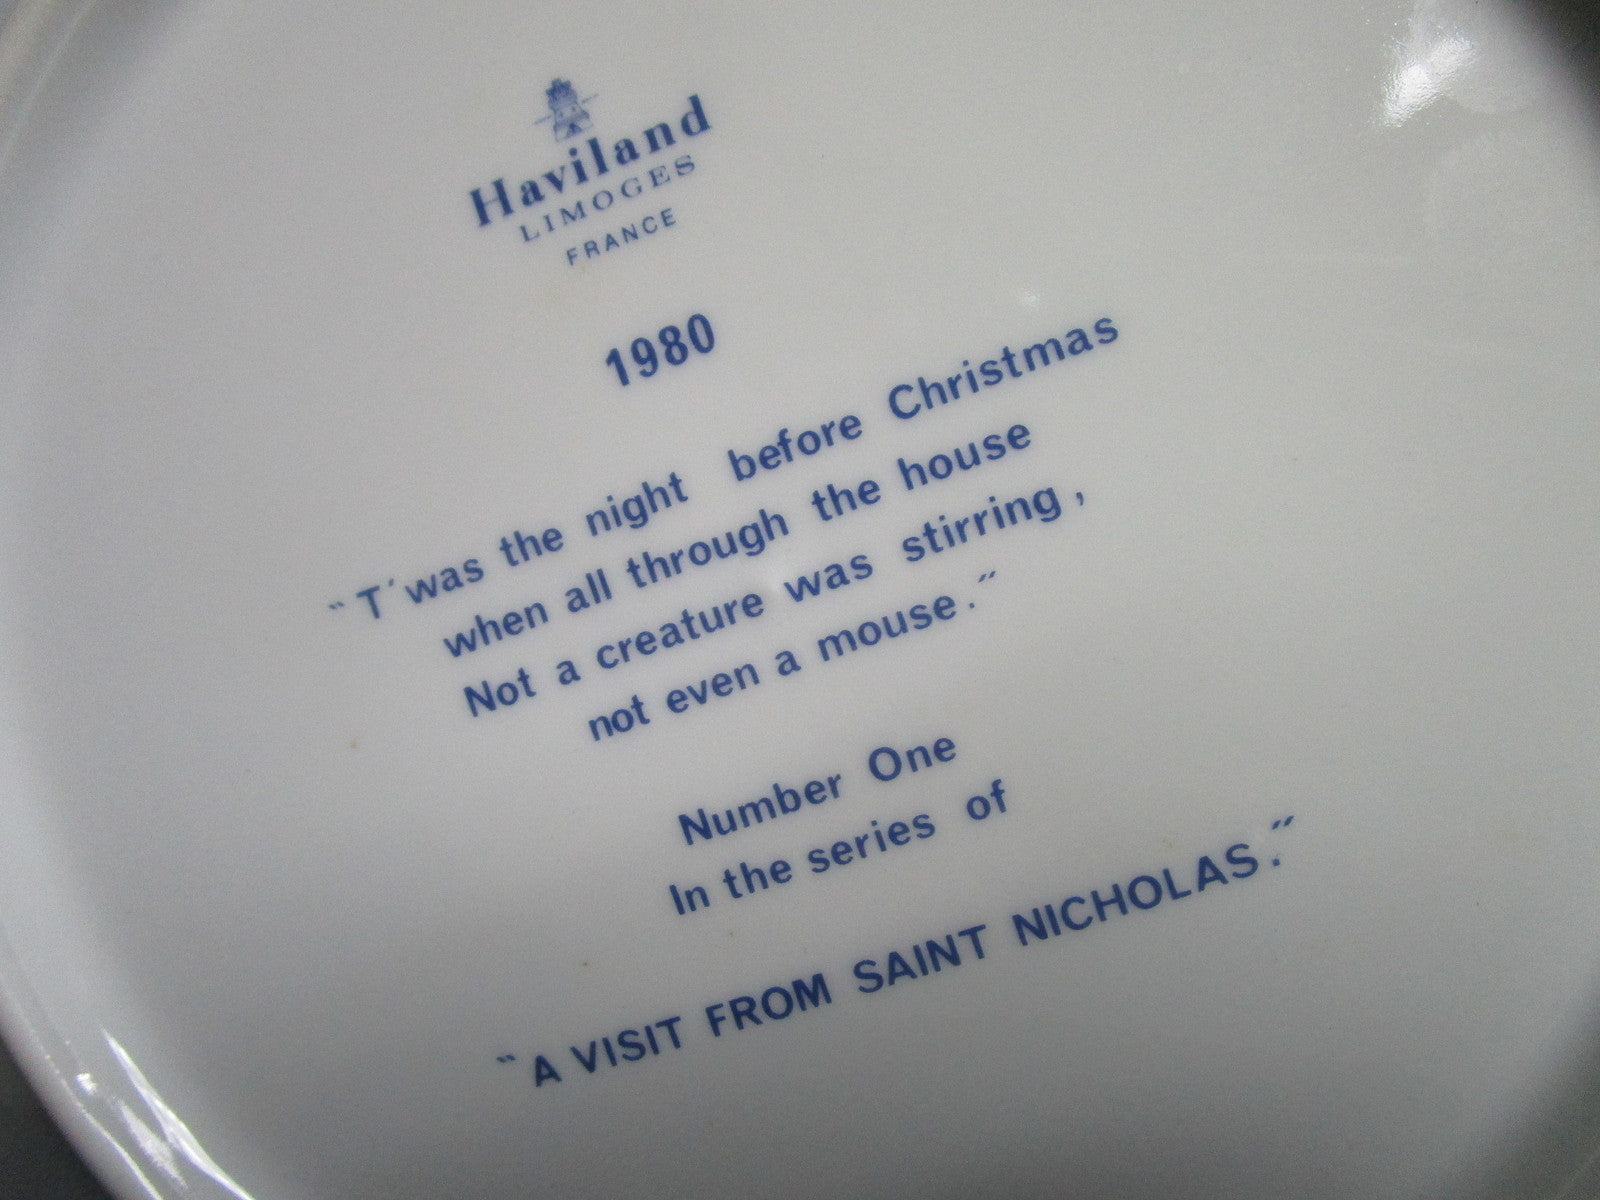 Haviland
LIMOGES
FRANCE
1980
"T'was the night before Christmas
when all through the house
Not a creature was stirring,
not even a mouse."
Number One
In the series of
"A VISIT FROM SAINT NICHOLAS."